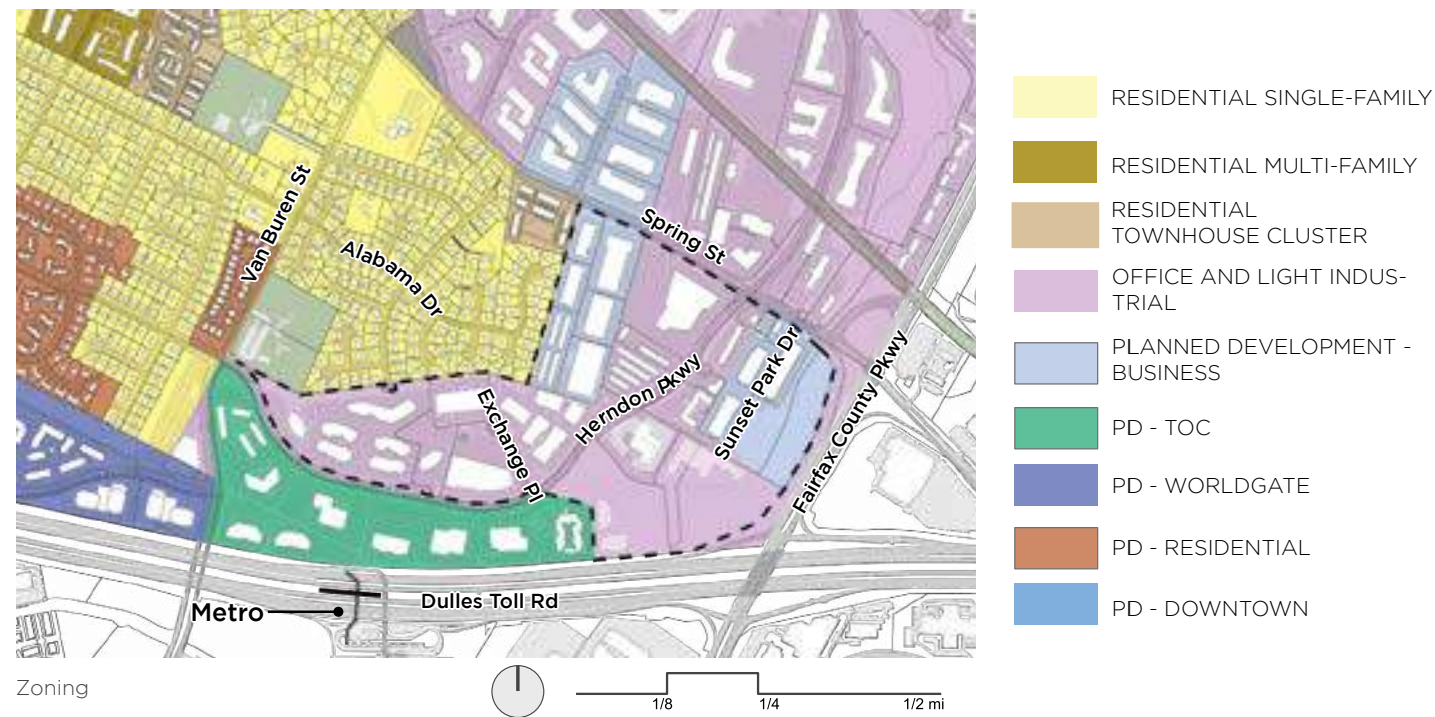 Van Buren St
Alabama Dr
Spring St
Exchange Pl
Herndon Pkwy
Sunset Park Dr
Fairfax County Pkwy
Dulles Toll Rd
Metro
RESIDENTIAL SINGLE-FAMILY
RESIDENTIAL MULTI-FAMILY
RESIDENTIAL
TOWNHOUSE CLUSTER
OFFICE AND LIGHT INDUS-
TRIAL
PLANNED DEVELOPMENT -
BUSINESS
PD - TOC
PD - WORLDGATE
PD - RESIDENTIAL
PD - DOWNTOWN
Zoning
1/8
1/4
1/2 mi